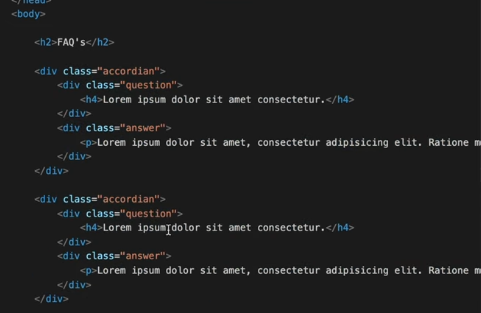 </head>
<body>
<h2>FAQ's</h2>
<div class="accordian">
<div class="question">
<h4>Lorem ipsum dolor sit amet consectetur.</h4>
</div>
<div class="answer">
<p>Lorem ipsum dolor sit amet, consectetur adipisicing elit. Ratione
</div>
</div>
<div class="accordian">
<div class="question">
<h4>Lorem ipsum dolor sit amet consectetur.</h4>
</div>
<div class="answer">
<p>Lorem ipsum dolor sit amet, consectetur adipisicing elit. Ratione
</div>
</div>